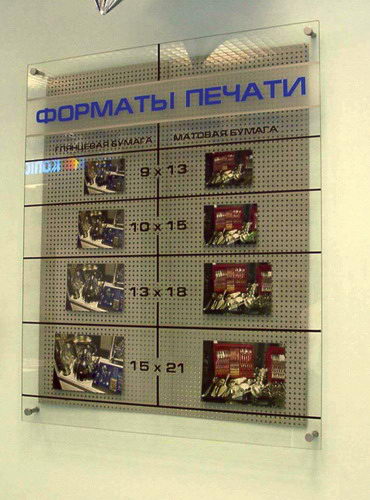 ФОРМАТЫ ПЕЧАТИ
ГЛЯНЦЕВАЯ БУМАГА
МАТОВАЯ БУМАГА
9 x 13
10 x 15
13 x 18
15 x 21